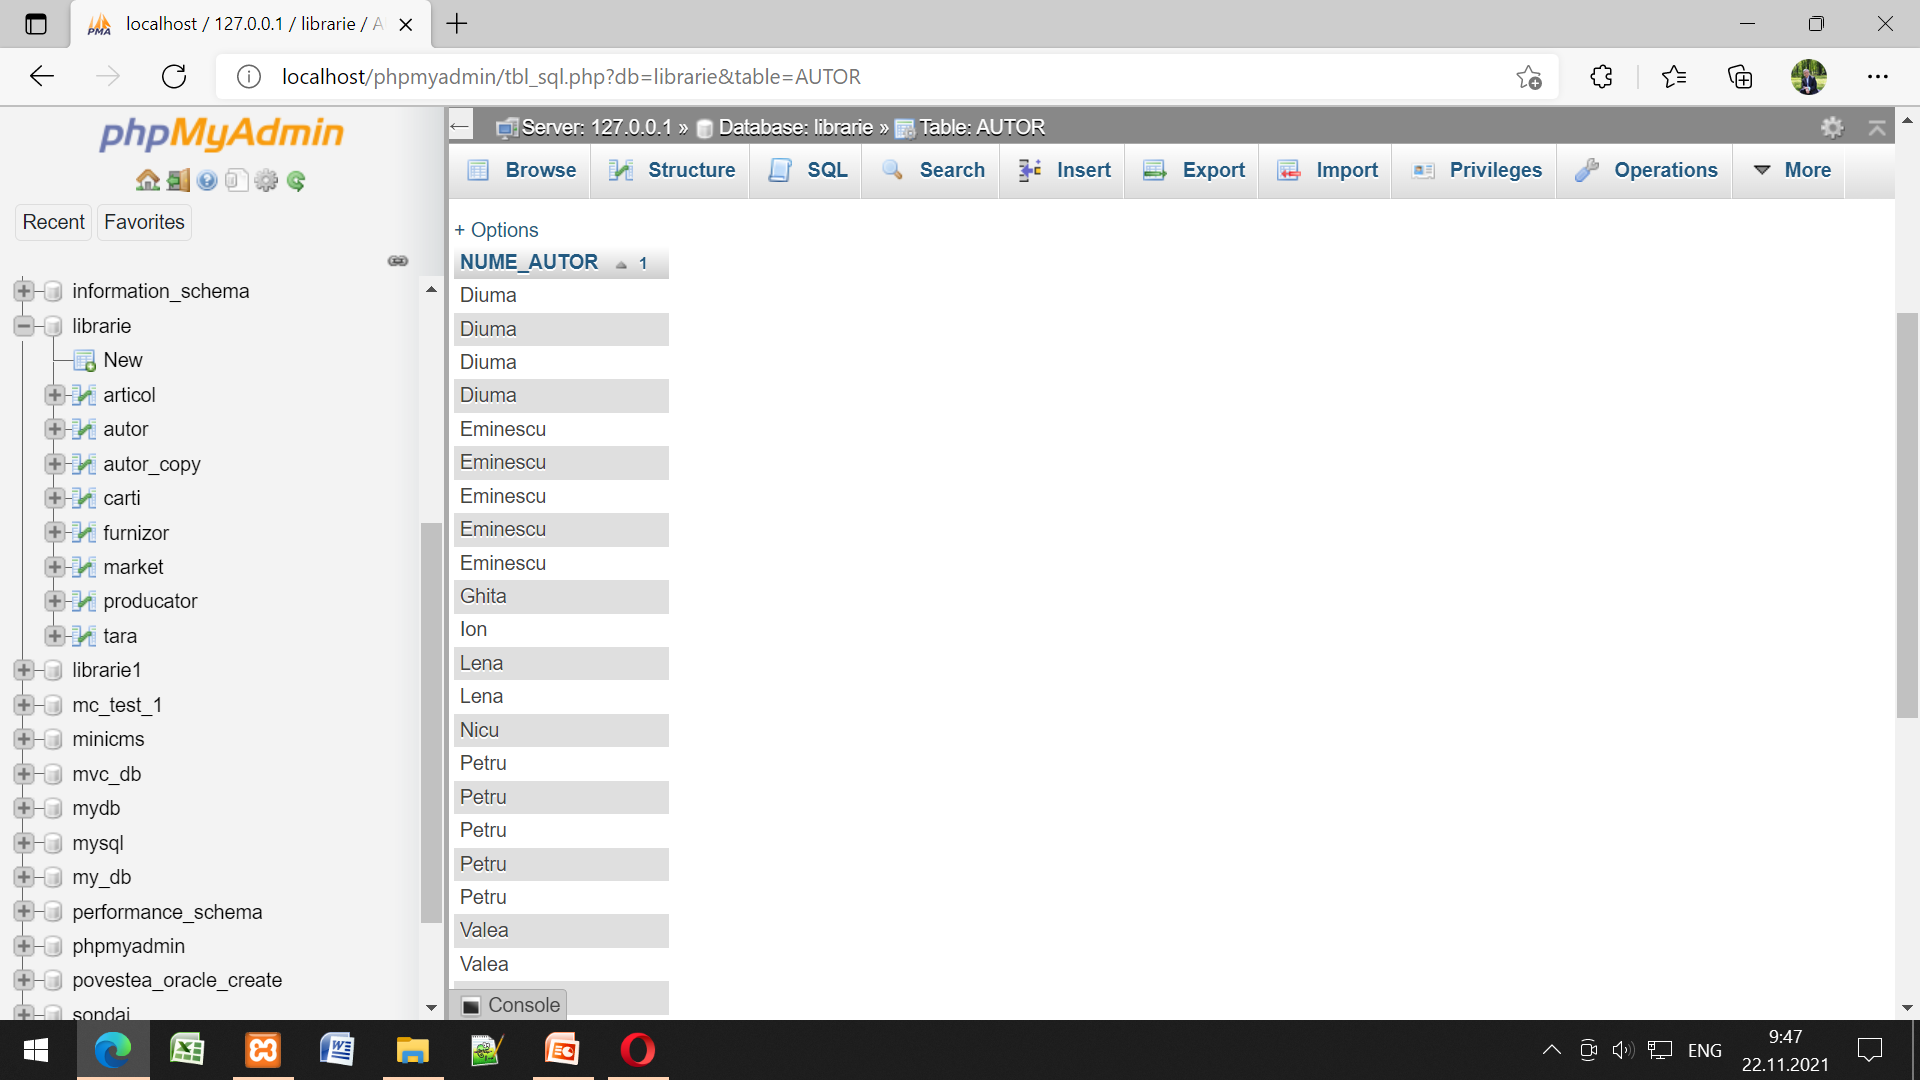 localhost / 127.0.0.1 / librarie / A
localhost/phpmyadmin/tbl_sql.php?db=librarie&table=AUTOR
phpMyAdmin
Recent Favorites
information_schema
librarie
New
articol
autor
autor_copy
carti
furnizor
market
producator
tara
librarie1
mc_test_1
minicms
mvc_db
mydb
mysql
my_db
performance_schema
phpmyadmin
povestea_oracle_create
sondaj
Server: 127.0.0.1 » Database: librarie » Table: AUTOR
Browse Structure SQL Search Insert Export Import Privileges Operations More
+ Options
NUME_AUTOR 1
Diuma
Diuma
Diuma
Diuma
Eminescu
Eminescu
Eminescu
Eminescu
Eminescu
Ghita
Ion
Lena
Lena
Nicu
Petru
Petru
Petru
Petru
Petru
Valea
Valea
Console
ENG
9:47
22.11.2021